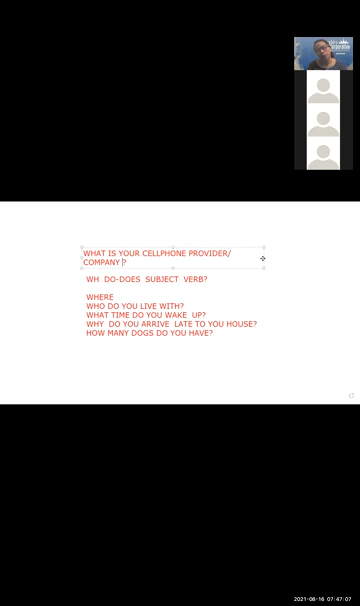 WHAT IS YOUR CELLPHONE PROVIDER/
COMPANY ?
WH DO-DOES SUBJECT VERB?
WHERE
WHO DO YOU LIVE WITH?
WHAT TIME DO YOU WAKE UP?
WHY DO YOU ARRIVE LATE TO YOU HOUSE?
HOW MANY DOGS DO YOU HAVE?
2021-06-16 07:47:07